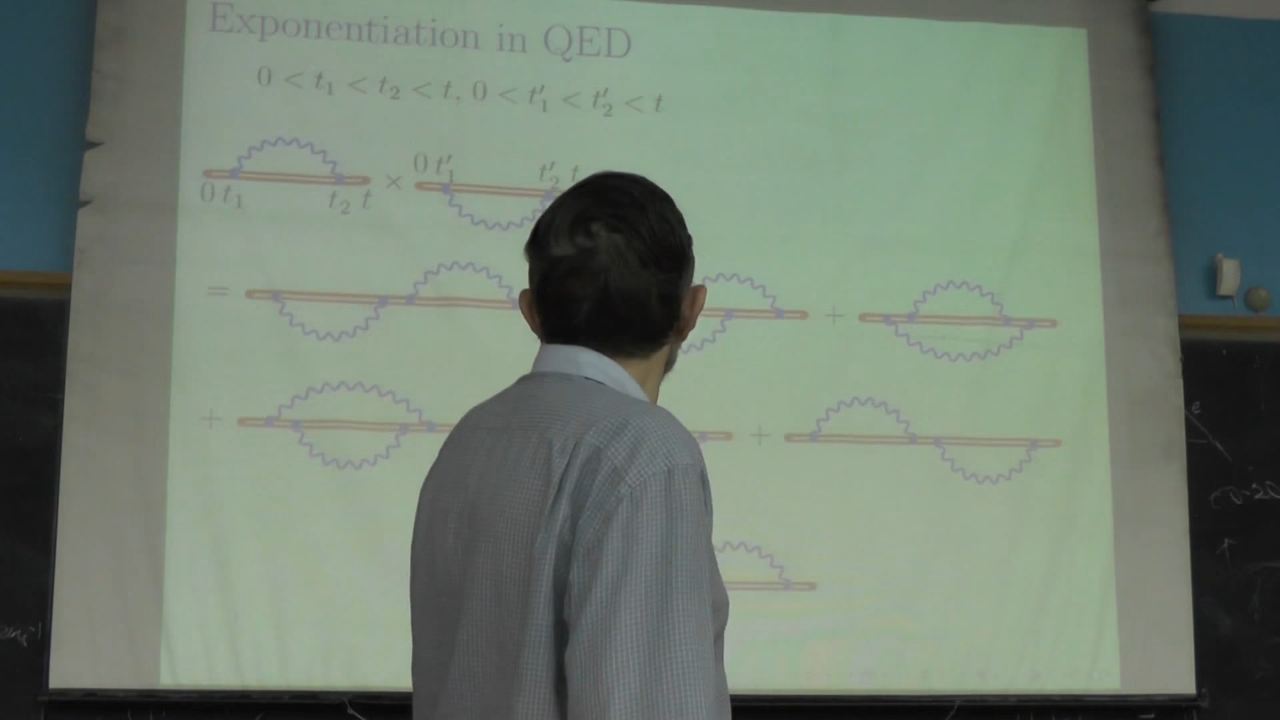 Exponentiation in QED
0 < t₁ < t₂ < t, 0 < t′₁ < t′₂ < t
0 t′₁ t′₂ t
×
0 t₁ t₂ t
= +
+ +